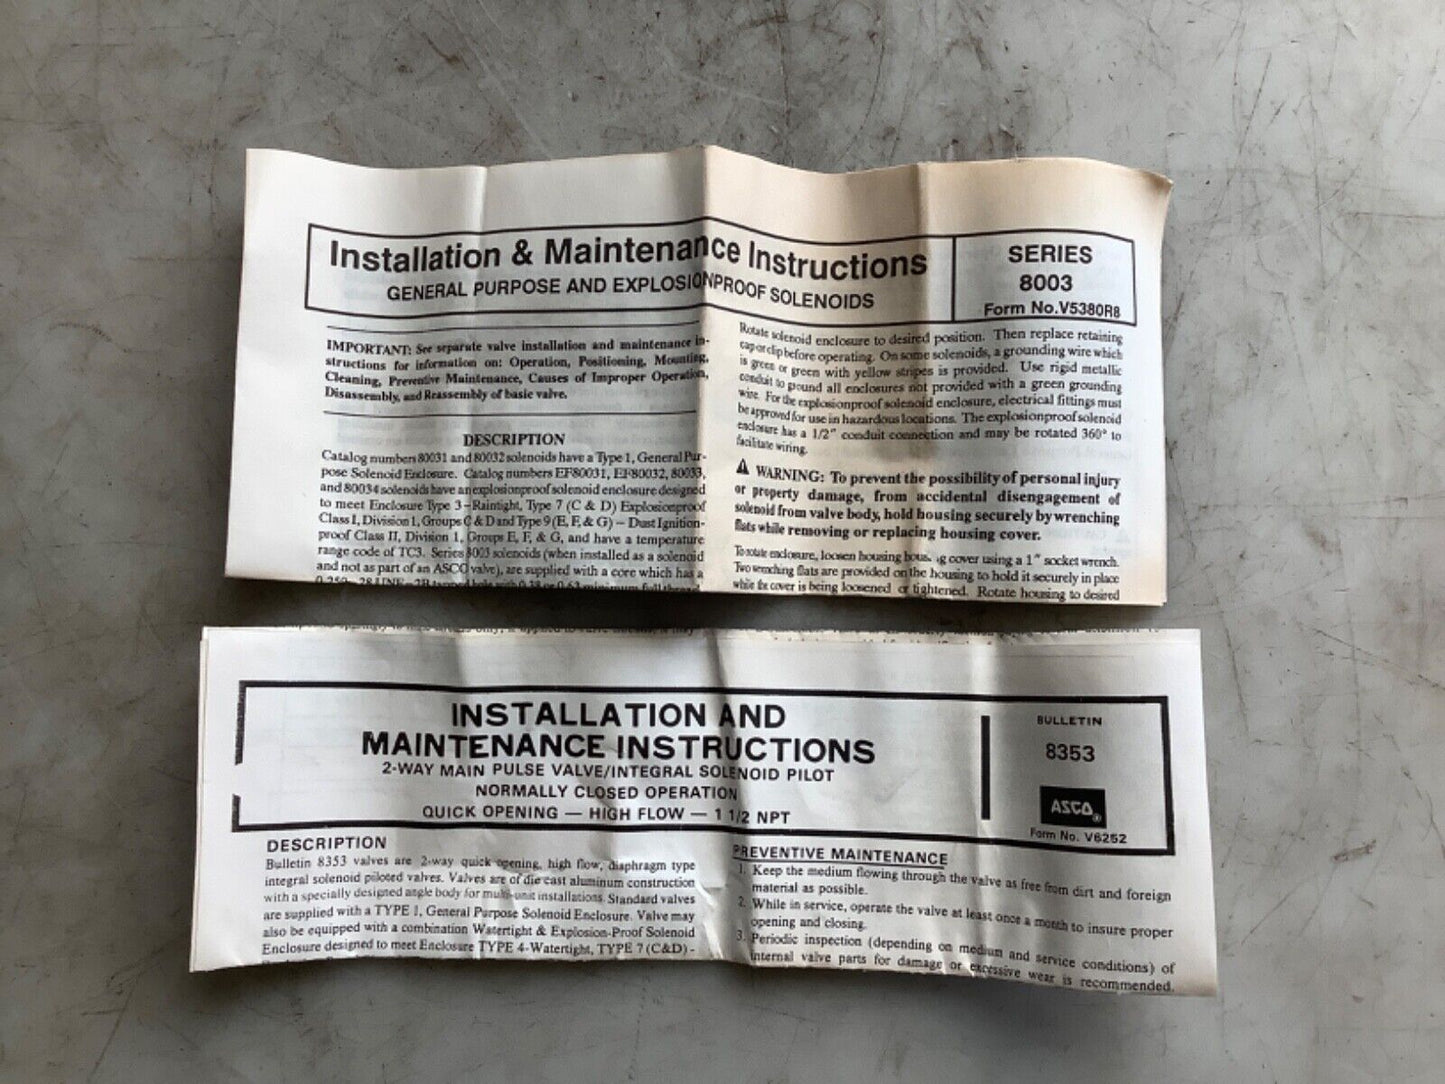 Installation & Maintenance Instructions
GENERAL PURPOSE AND EXPLOSIONPROOF SOLENOIDS
SERIES
8003
Form No.V5380R8
IMPORTANT: See separate valve installation and maintenance in-
structions for information on: Operation, Positioning, Mounting,
Cleaning, Preventive Maintenance, Causes of Improper Operation,
Disassembly, and Reassembly of basic valve.
DESCRIPTION
Catalog numbers 80031 and 80032 solenoids have a Type 1, General Pur-
pose Solenoid Enclosure. Catalog numbers EF80031, EF80032, 80033,
and 80034 solenoids have an explosionproof solenoid enclosure designed
to meet Enclosure Type 3–Raintight, Type 7 (C & D) Explosionproof
Class I, Division 1, Groups C & D and Type 9 (E, F, & G) – Dust Ignition-
proof Class II, Division 1, Groups E, F, & G, and have a temperature
range code of TC3. Series 8003 solenoids (when installed as a solenoid
and not as part of an ASCO valve), are supplied with a core which has a
0.250-28 UNF-2B tapped hole with 0.38 or 0.63 minimum full thread
Rotate solenoid enclosure to desired position. Then replace retaining
cap or clip before operating. On some solenoids, a grounding wire which
is green or green with yellow stripes is provided. Use rigid metallic
conduit to ground all enclosures not provided with a green grounding
wire. For the explosionproof solenoid enclosure, electrical fittings must
be approved for use in hazardous locations. The explosionproof solenoid
enclosure has a 1/2" conduit connection and may be rotated 360° to
facilitate wiring.
⚠ WARNING: To prevent the possibility of personal injury
or property damage, from accidental disengagement of
solenoid from valve body, hold housing securely by wrenching
flats while removing or replacing housing cover.
To rotate enclosure, loosen housing cover using a 1" socket wrench.
Two wrenching flats are provided on the housing to hold it securely in place
while the cover is being loosened or tightened. Rotate housing to desired
INSTALLATION AND
MAINTENANCE INSTRUCTIONS
2-WAY MAIN PULSE VALVE/INTEGRAL SOLENOID PILOT
NORMALLY CLOSED OPERATION
QUICK OPENING — HIGH FLOW — 1 1/2 NPT
BULLETIN
8353
ASCO®
Form No. V6252
DESCRIPTION
Bulletin 8353 valves are 2-way quick opening, high flow, diaphragm type
integral solenoid piloted valves. Valves are of die cast aluminum construction
with a specially designed angle body for multi-unit installations. Standard valves
are supplied with a TYPE 1, General Purpose Solenoid Enclosure. Valve may
also be equipped with a combination Watertight & Explosion-Proof Solenoid
Enclosure designed to meet Enclosure TYPE 4-Watertight, TYPE 7 (C&D) -
PREVENTIVE MAINTENANCE
1. Keep the medium flowing through the valve as free from dirt and foreign
material as possible.
2. While in service, operate the valve at least once a month to insure proper
opening and closing.
3. Periodic inspection (depending on medium and service conditions) of
internal valve parts for damage or excessive wear is recommended.